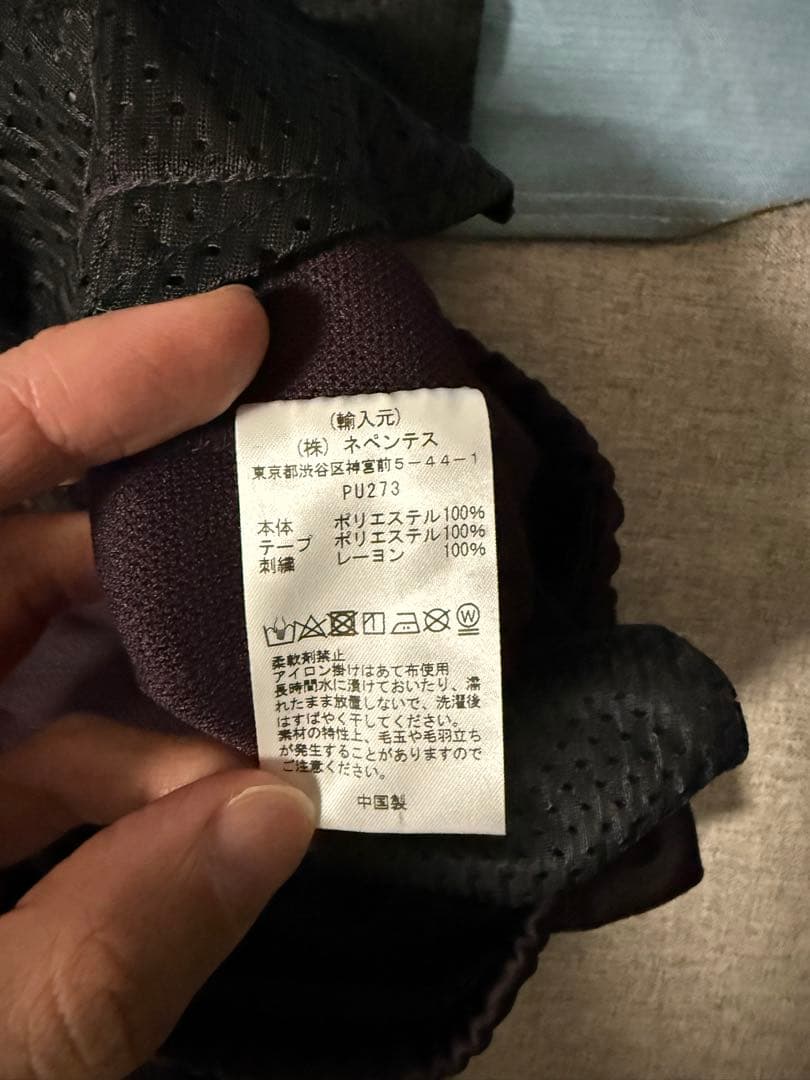 (輸入元)
(株) ネペンテス
東京都渋谷区神宮前5-44-1
PU273
本体 ポリエステル100%
テープ ポリエステル100%
刺繍 レーヨン 100%
W
柔軟剤禁止
アイロン掛けはあて布使用
長時間水に漬けておいたり、濡
れたまま放置しないで、洗濯後
はすばやく干してください。
素材の特性上、毛玉や毛羽立ち
が発生することがありますので
ご注意ください。
中国製